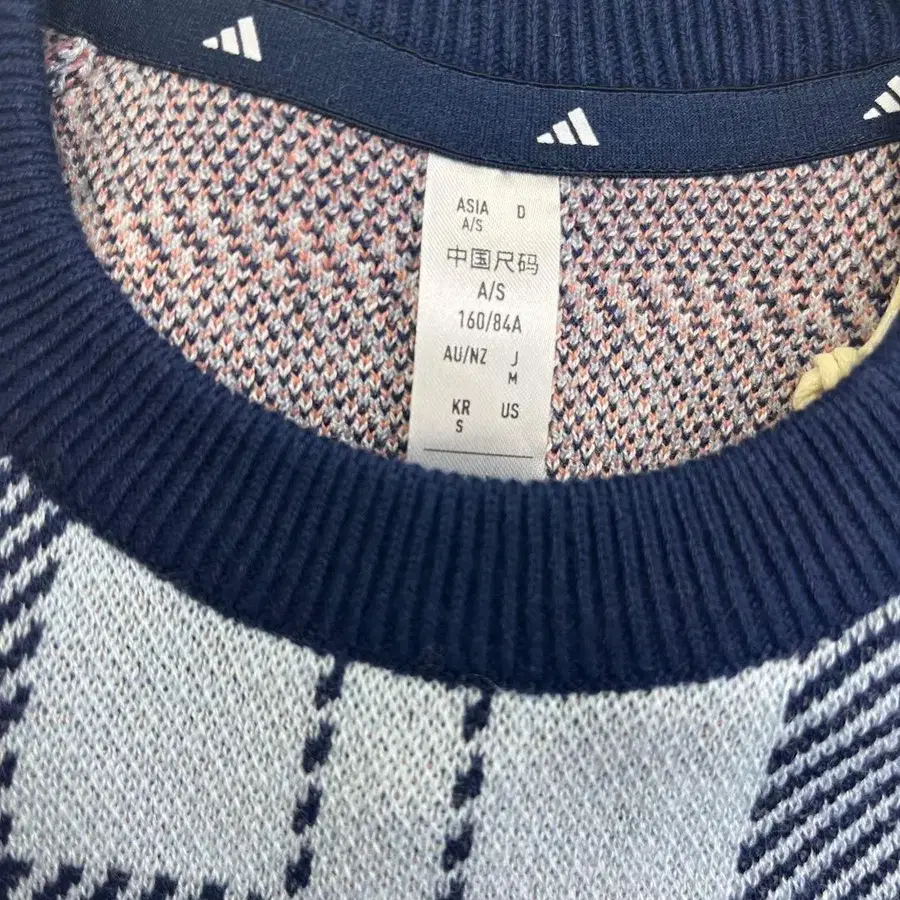 ASIA D
A/S
中国尺码
A/S
160/84A
AU/NZ J
M
KR US
S